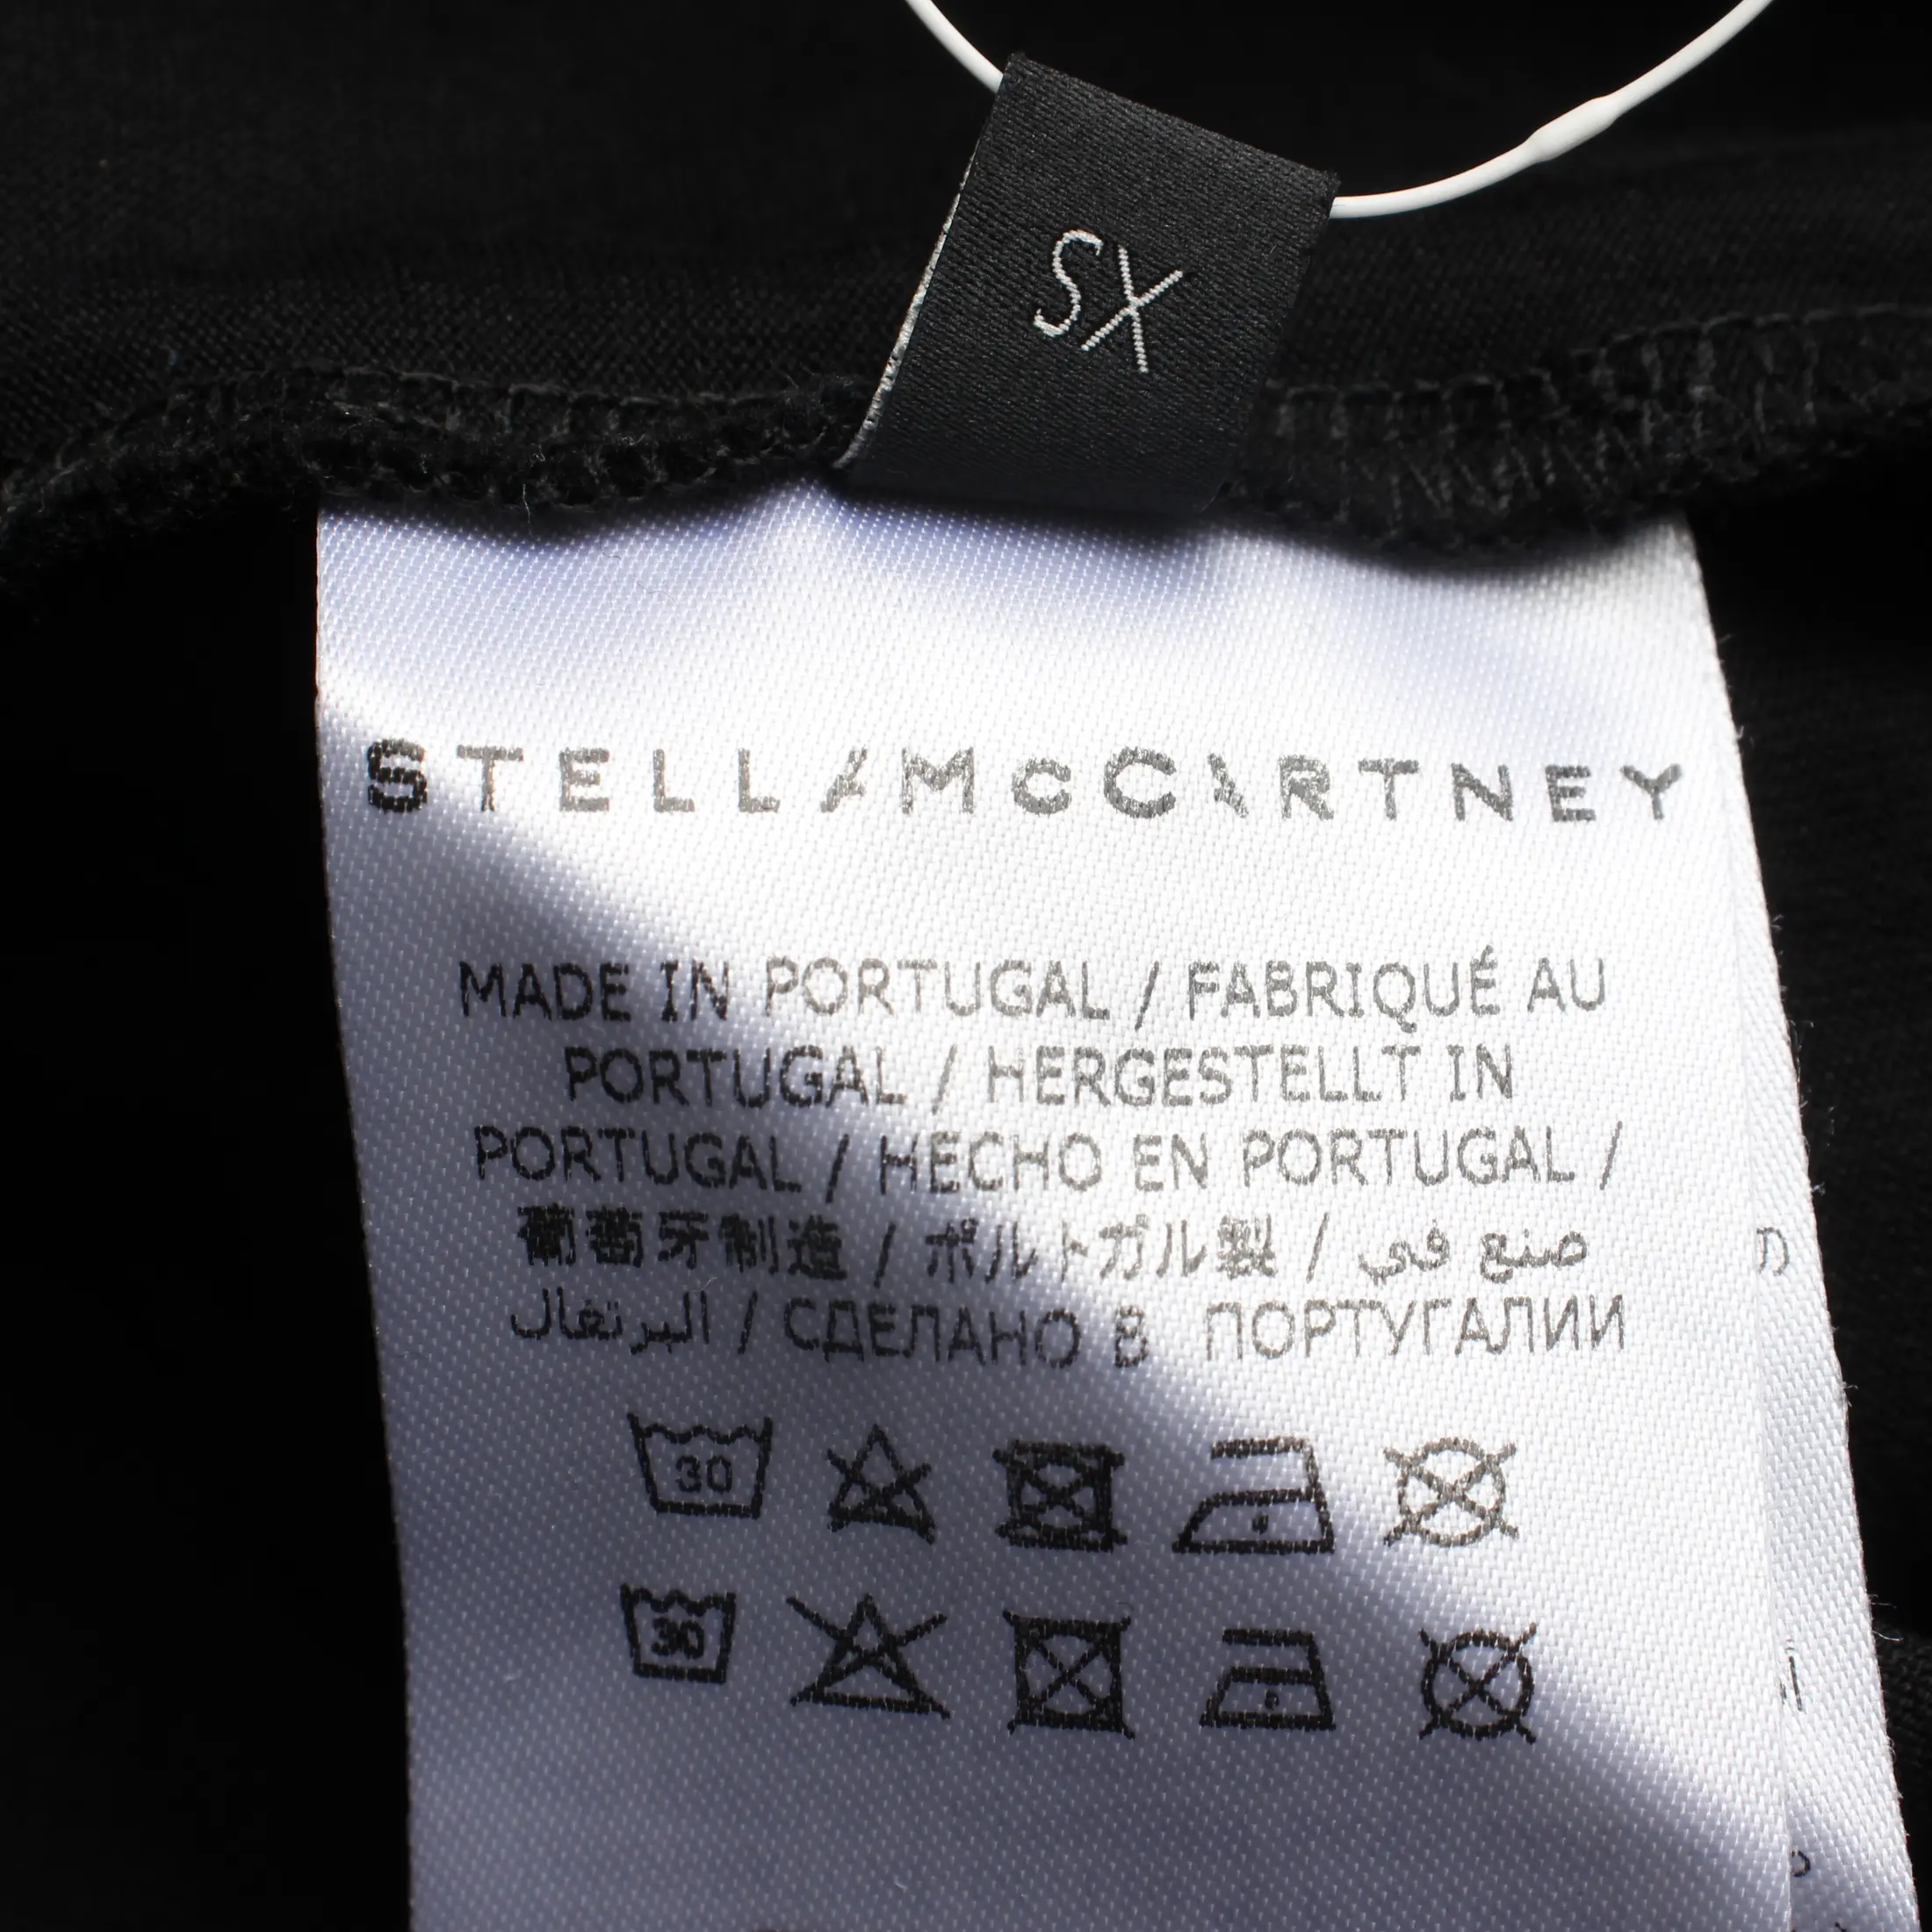 XS
STELLA McCARTNEY
MADE IN PORTUGAL / FABRIQUÉ AU
PORTUGAL / HERGESTELLT IN
PORTUGAL / HECHO EN PORTUGAL /
葡萄牙制造 / ポルトガル製 / صنع في
البرتغال / СДЕЛАНО В ПОРТУГАЛИИ
30
30